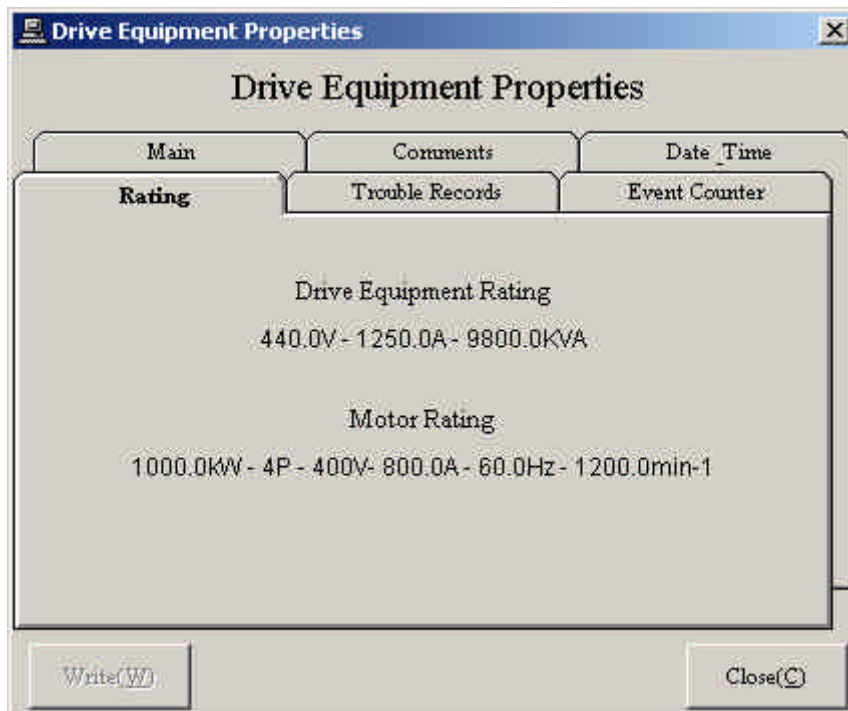 Drive Equipment Properties
Drive Equipment Properties
Main Comments Date_Time
Rating Trouble Records Event Counter
Drive Equipment Rating
440.0V - 1250.0A - 9800.0KVA
Motor Rating
1000.0kW - 4P - 400V- 800.0A - 60.0Hz - 1200.0min-1
Write(W) Close(C)